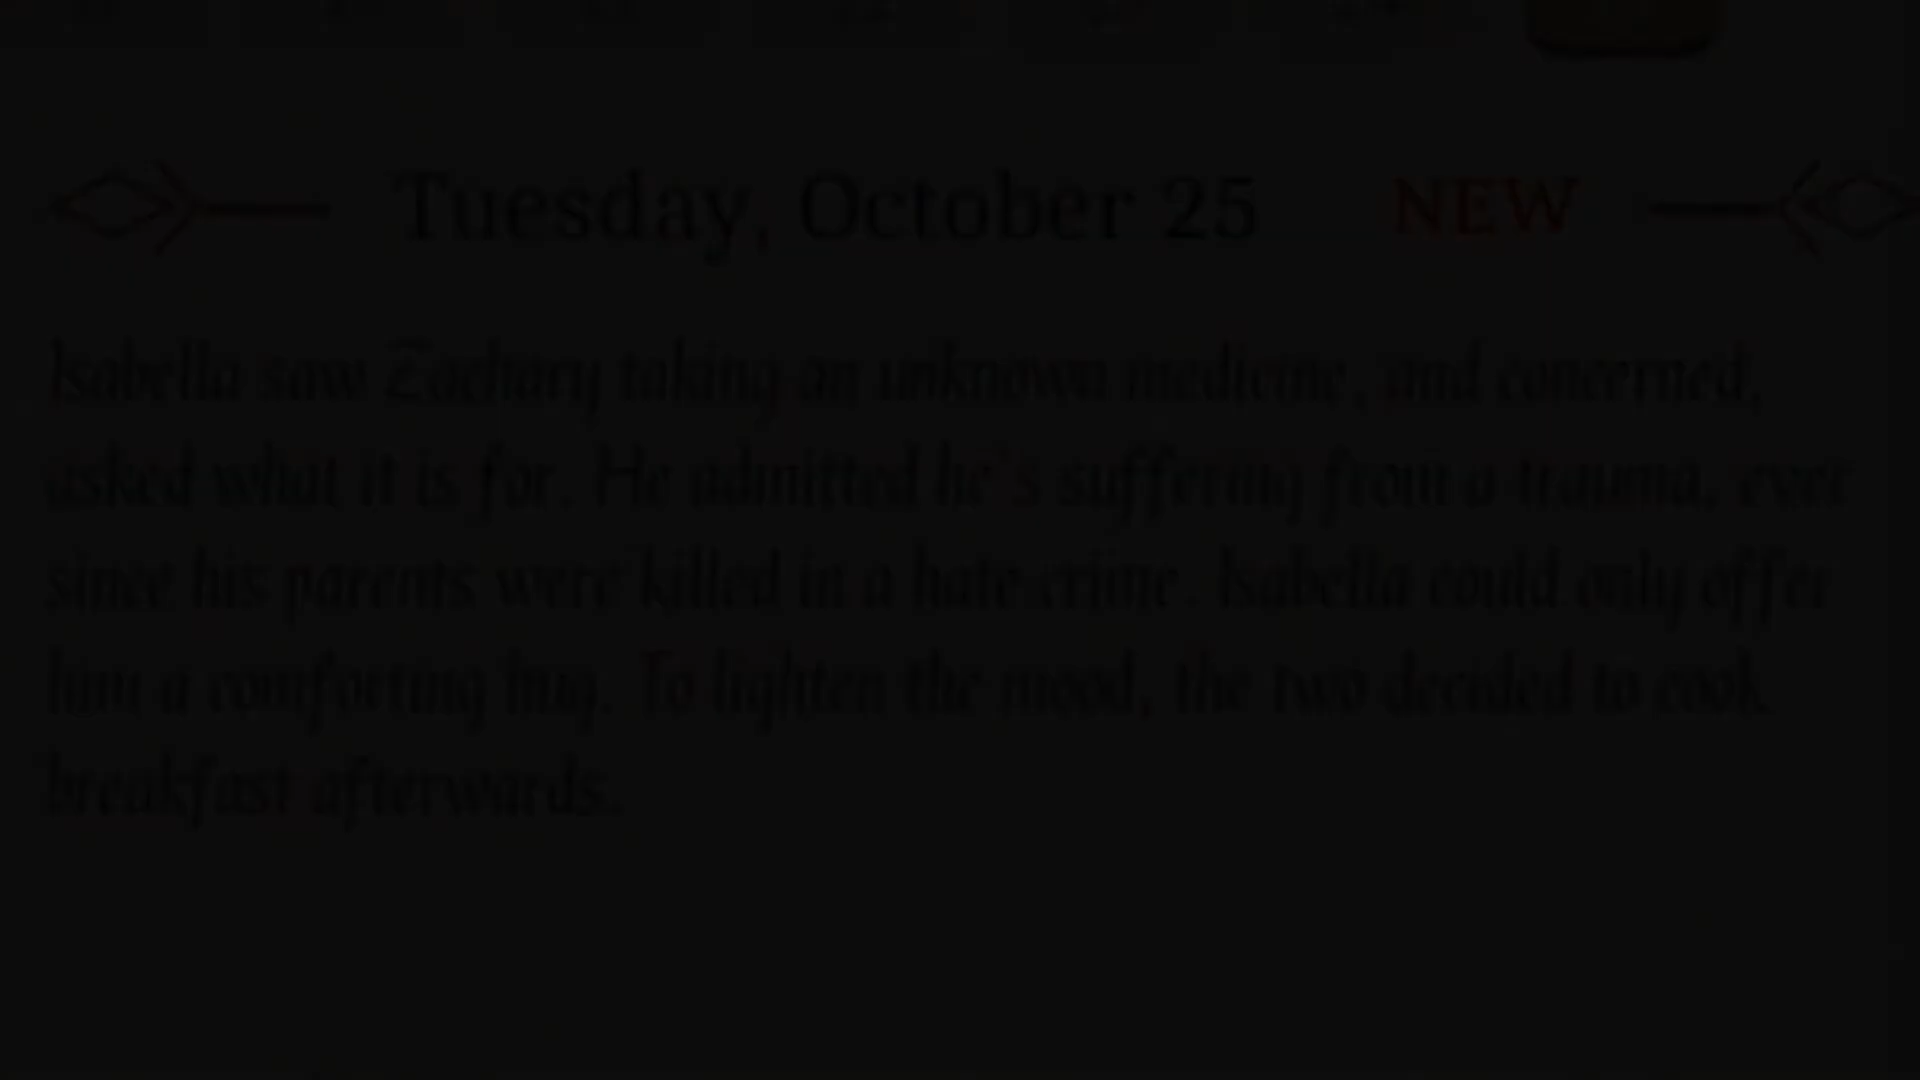 Tuesday, October 25 NEW
Isabella saw Zachary taking an unknown medicine, and concerned,
asked what it is for. He admitted he's suffering from a trauma, ever
since his parents were killed in a hate crime. Isabella could only offer
him a comforting hug. To lighten the mood, the two decided to cook
breakfast afterwards.